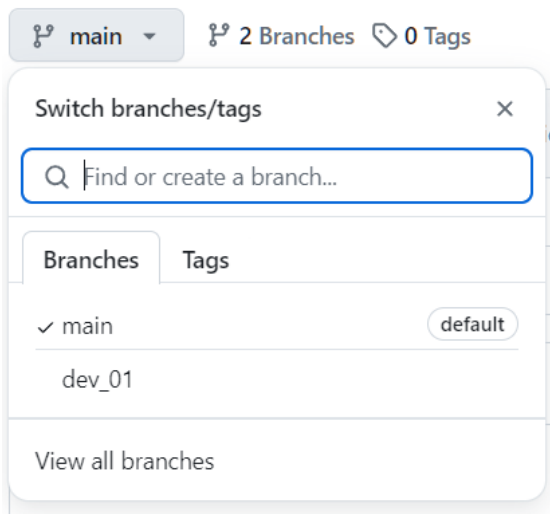 main 2 Branches 0 Tags
Switch branches/tags
Find or create a branch...
Branches Tags
main default
dev_01
View all branches